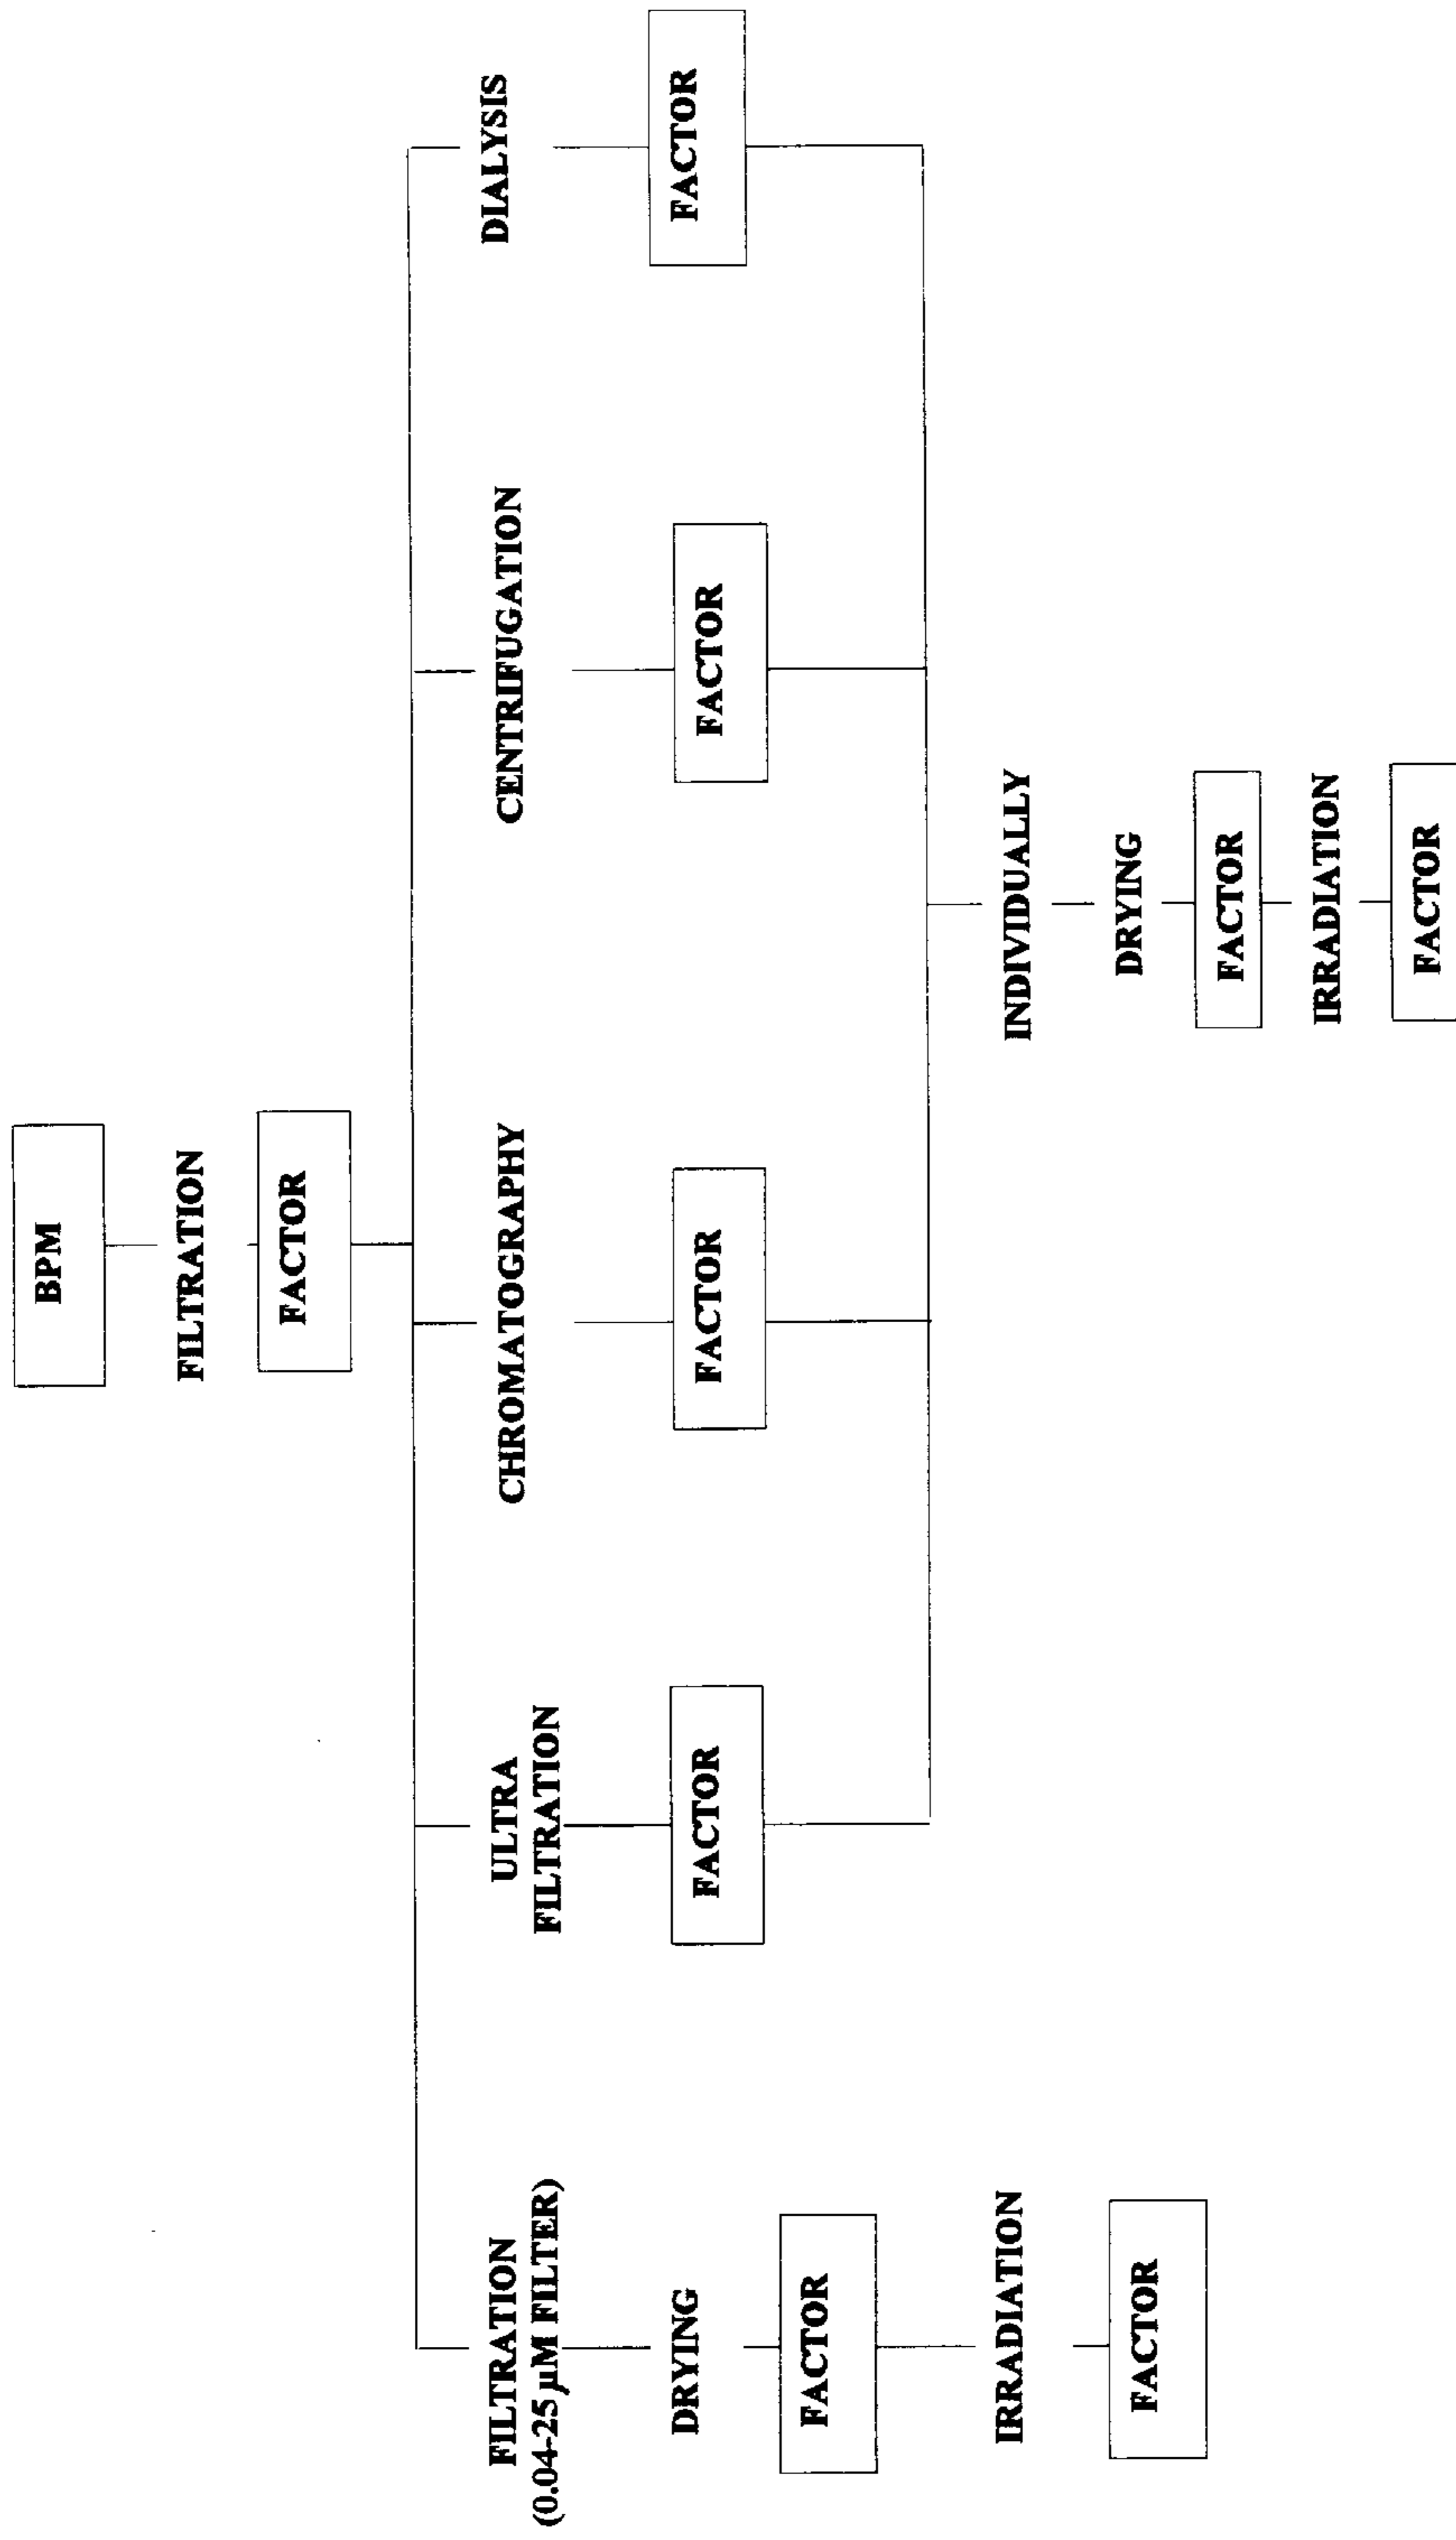 BPM
FILTRATION
FACTOR
FILTRATION
(0.04-25 µM FILTER)
DRYING
FACTOR
IRRADIATION
FACTOR
ULTRA
FILTRATION
FACTOR
CHROMATOGRAPHY
FACTOR
CENTRIFUGATION
FACTOR
DIALYSIS
FACTOR
INDIVIDUALLY
DRYING
FACTOR
IRRADIATION
FACTOR